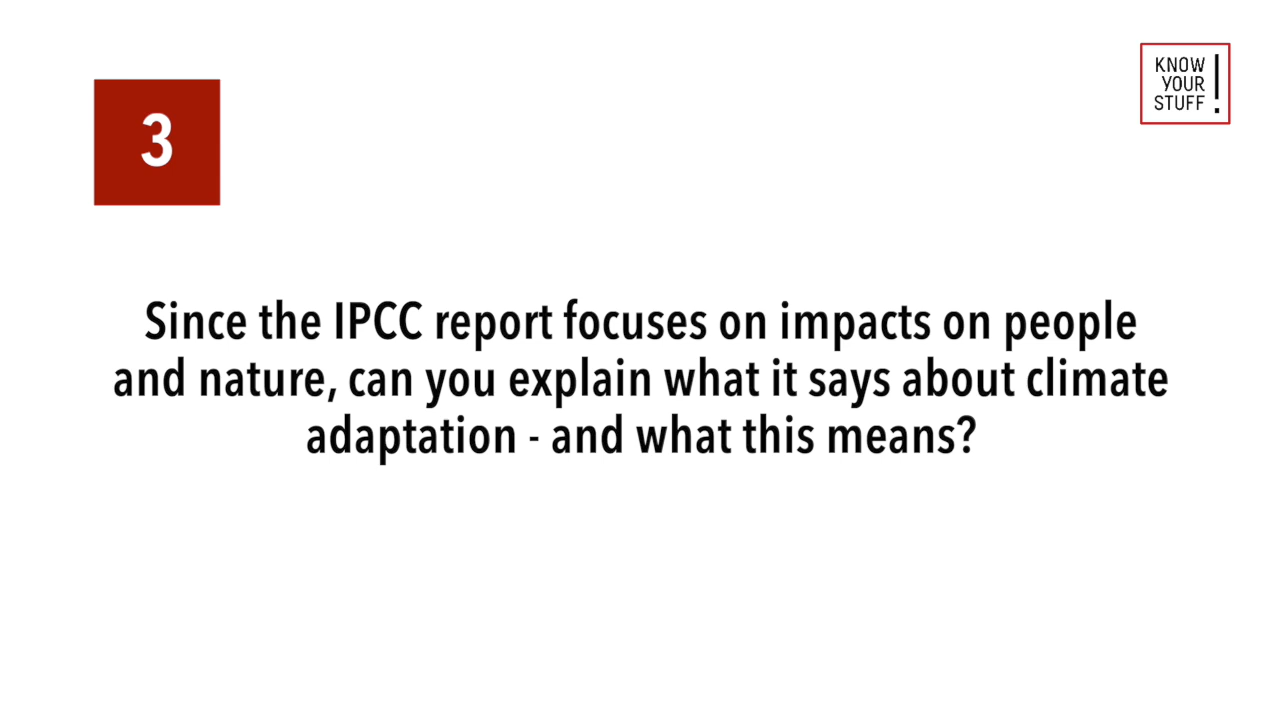 3
KNOW
YOUR
STUFF!
Since the IPCC report focuses on impacts on people
and nature, can you explain what it says about climate
adaptation - and what this means?